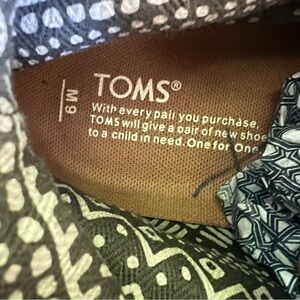 M 9
TOMS®
With every pair you purchase,
TOMS will give a pair of new shoes
to a child in need. One for One